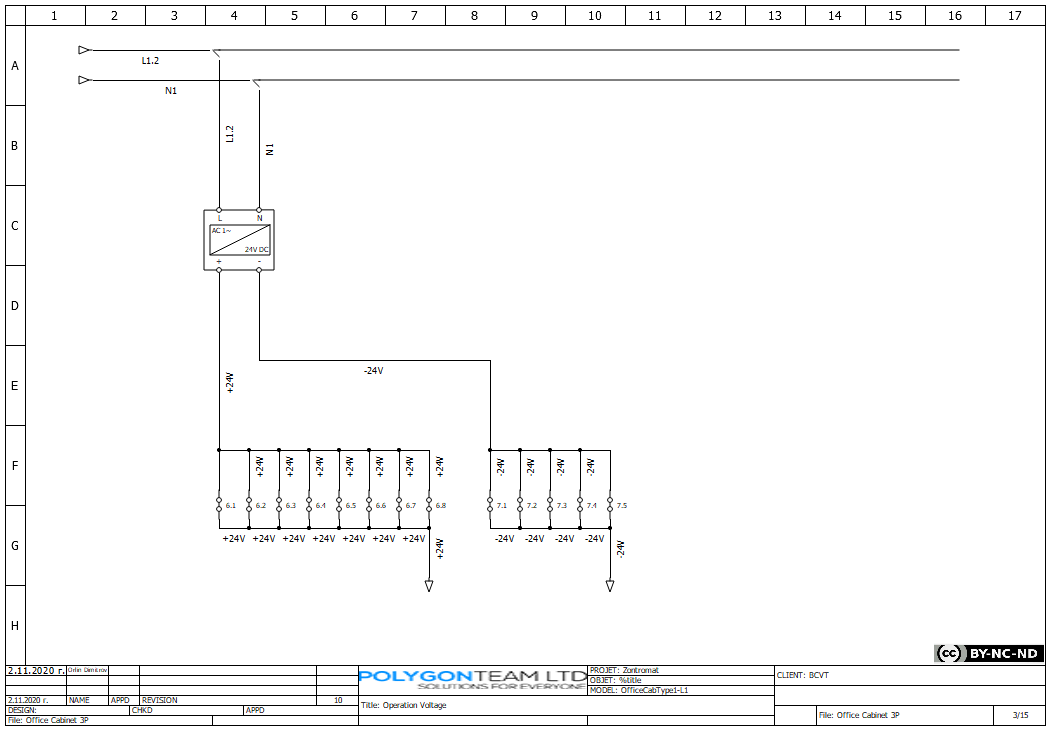 1 2 3 4 5 6 7 8 9 10 11 12 13 14 15 16 17
A
L1.2
N1
B
L1.2
N1
C
L N
AC 1~
24V DC
+ -
D
-24V
E
+24V
F
+24V +24V +24V +24V +24V +24V +24V -24V -24V -24V -24V
6.1 6.2 6.3 6.4 6.5 6.6 6.7 6.8 7.1 7.2 7.3 7.4 7.5
+24V +24V +24V +24V +24V +24V +24V -24V -24V -24V -24V
G
+24V -24V
H
cc BY-NC-ND
2.11.2020 г. Orlin Dimitrov
POLYGONTEAM LTD
SOLUTIONS FOR EVERYONE
PROJET: Zontromat
OBJET: %title
MODEL: OfficeCabType1-L1
CLIENT: BCVT
2.11.2020 г. NAME APPD REVISION 10
Title: Operation Voltage
DESIGN: CHKD APPD
File: Office Cabinet 3P
File: Office Cabinet 3P
3/15